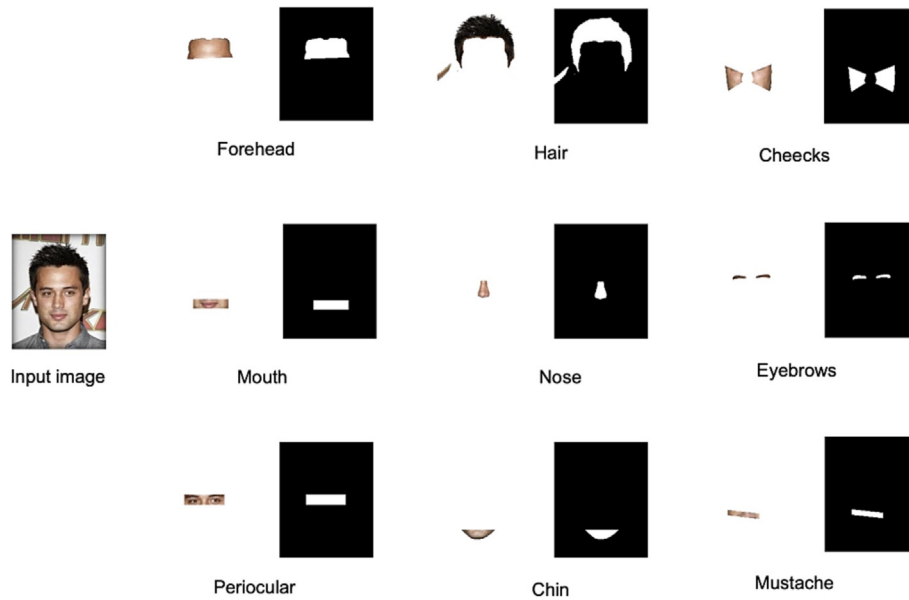 Forehead
Hair
Cheecks
Input image
Mouth
Nose
Eyebrows
Periocular
Chin
Mustache